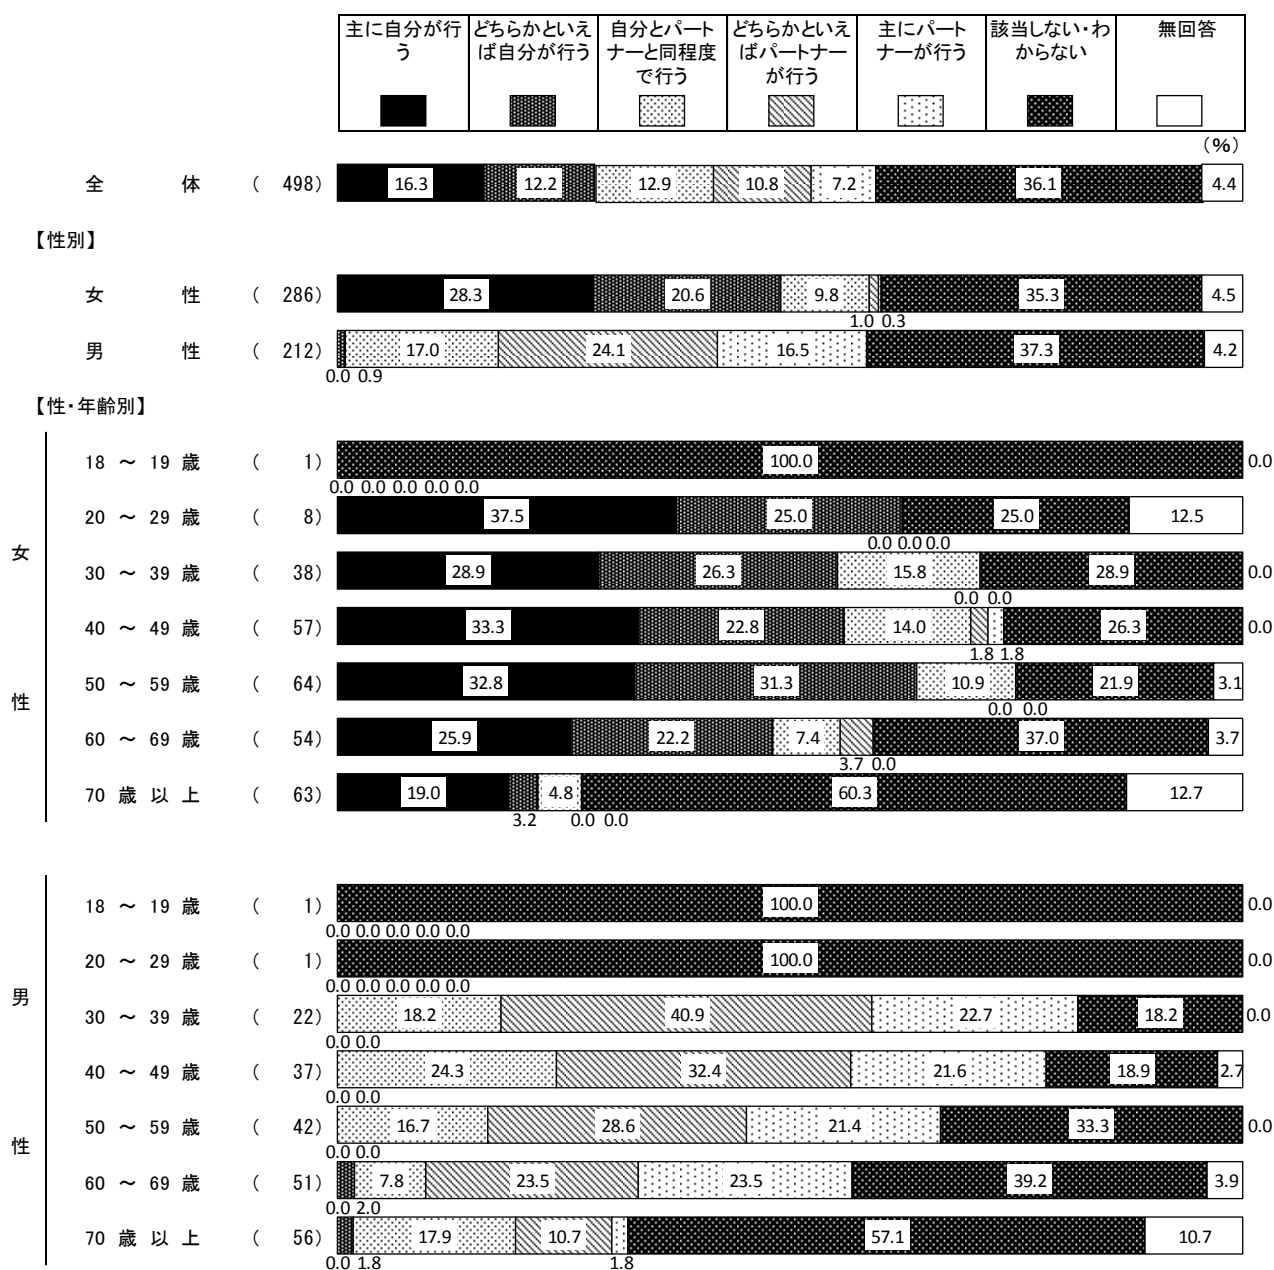 主に自分が行
う
どちらかといえ
ば自分が行う
自分とパート
ナーと同程度
で行う
どちらかとい え
ばパートナー
が行う
主にパート
ナーが行う
該当しない・わ
からない
無回答
(%)
全体 ( 498) 16.3 12.2 12.9 10.8 7.2 36.1 4.4
【性別】
女性 ( 286) 28.3 20.6 9.8 35.3 4.5
1.0 0.3
男性 ( 212) 17.0 24.1 16.5 37.3 4.2
0.0 0.9
【性・年齢別】
女性
18 ～ 19 歳 ( 1) 100.0 0.0
0.0 0.0 0.0 0.0 0.0
20 ～ 29 歳 ( 8) 37.5 25.0 25.0 12.5
0.0 0.0 0.0
30 ～ 39 歳 ( 38) 28.9 26.3 15.8 28.9 0.0
0.0 0.0
40 ～ 49 歳 ( 57) 33.3 22.8 14.0 26.3 0.0
1.8 1.8
50 ～ 59 歳 ( 64) 32.8 31.3 10.9 21.9 3.1
0.0 0.0
60 ～ 69 歳 ( 54) 25.9 22.2 7.4 37.0 3.7
3.7 0.0
70 歳以上 ( 63) 19.0 4.8 60.3 12.7
3.2 0.0 0.0
男性
18 ～ 19 歳 ( 1) 100.0 0.0
0.0 0.0 0.0 0.0 0.0
20 ～ 29 歳 ( 1) 100.0 0.0
0.0 0.0 0.0 0.0 0.0
30 ～ 39 歳 ( 22) 18.2 40.9 22.7 18.2 0.0
0.0 0.0
40 ～ 49 歳 ( 37) 24.3 32.4 21.6 18.9 2.7
0.0 0.0
50 ～ 59 歳 ( 42) 16.7 28.6 21.4 33.3 0.0
0.0 0.0
60 ～ 69 歳 ( 51) 7.8 23.5 23.5 39.2 3.9
0.0 2.0
70 歳以上 ( 56) 17.9 10.7 57.1 10.7
0.0 1.8 1.8